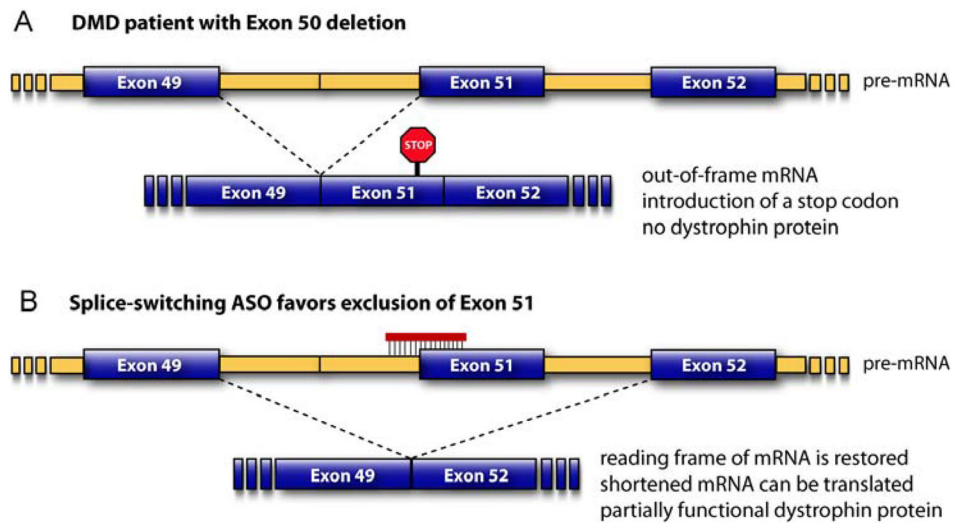 A DMD patient with Exon 50 deletion
Exon 49 Exon 51 Exon 52 pre-mRNA
STOP
Exon 49 Exon 51 Exon 52
out-of-frame mRNA
introduction of a stop codon
no dystrophin protein
B Splice-switching ASO favors exclusion of Exon 51
Exon 49 Exon 51 Exon 52 pre-mRNA
Exon 49 Exon 52
reading frame of mRNA is restored
shortened mRNA can be translated
partially functional dystrophin protein